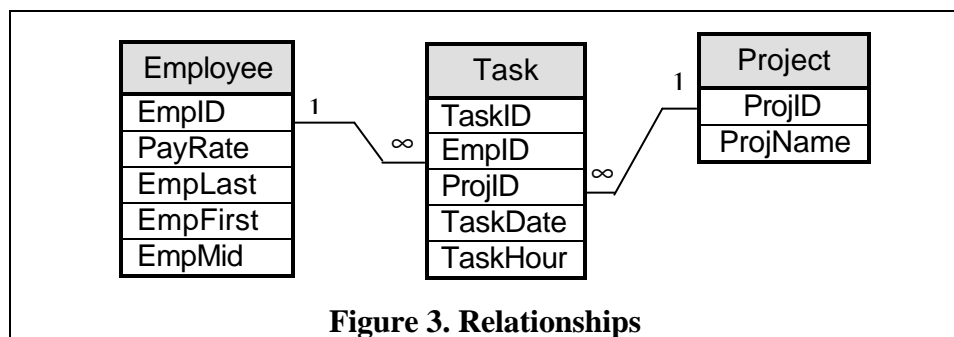 Employee
EmpID
PayRate
EmpLast
EmpFirst
EmpMid
1
∞
Task
TaskID
EmpID
ProjID
TaskDate
TaskHour
∞
1
Project
ProjID
ProjName
Figure 3. Relationships